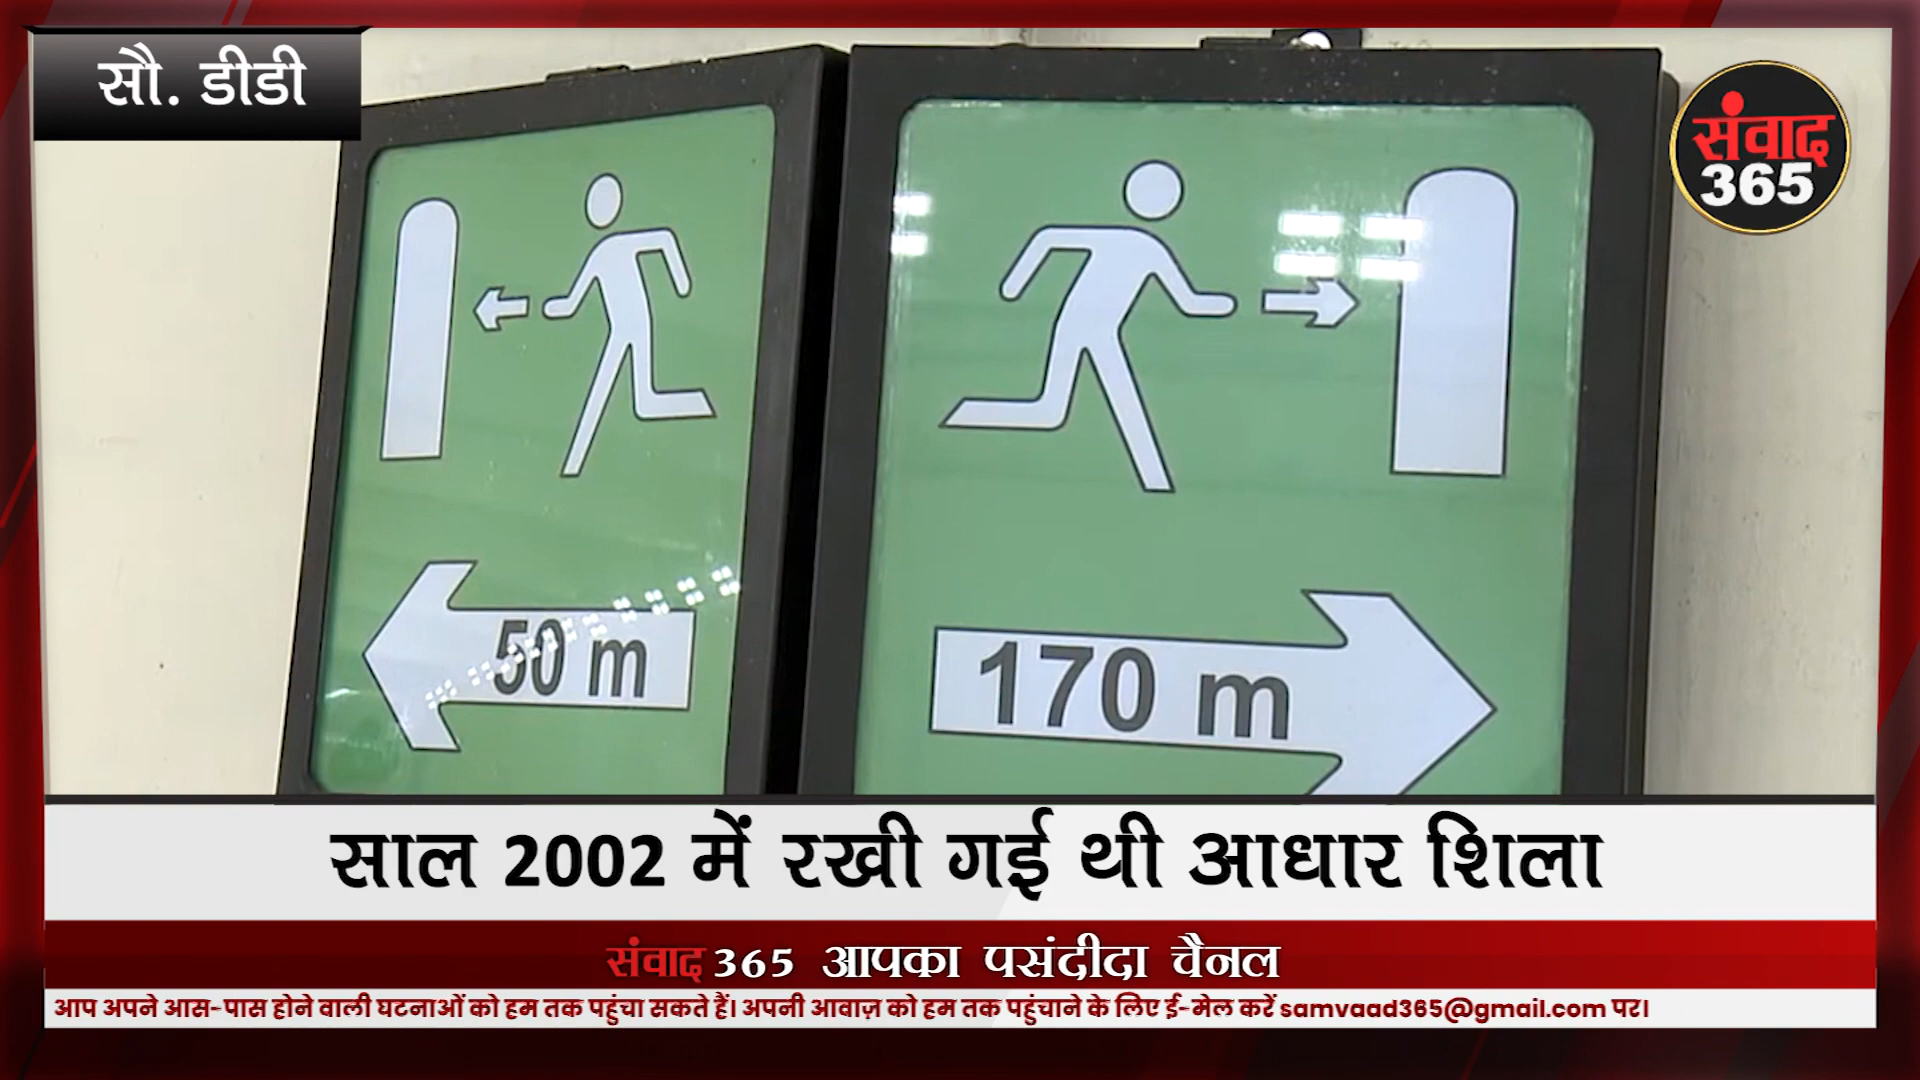 सौ. डीडी
संवाद
365
50 m
170 m
साल 2002 में रखी गई थी आधार शिला
संवाद 365 आपका पसंदीदा चैनल
आप अपने आस-पास होने वाली घटनाओं को हम तक पहुंचा सकते हैं। अपनी आवाज़ को हम तक पहुंचाने के लिए ई-मेल करें samvaad365@gmail.com पर।